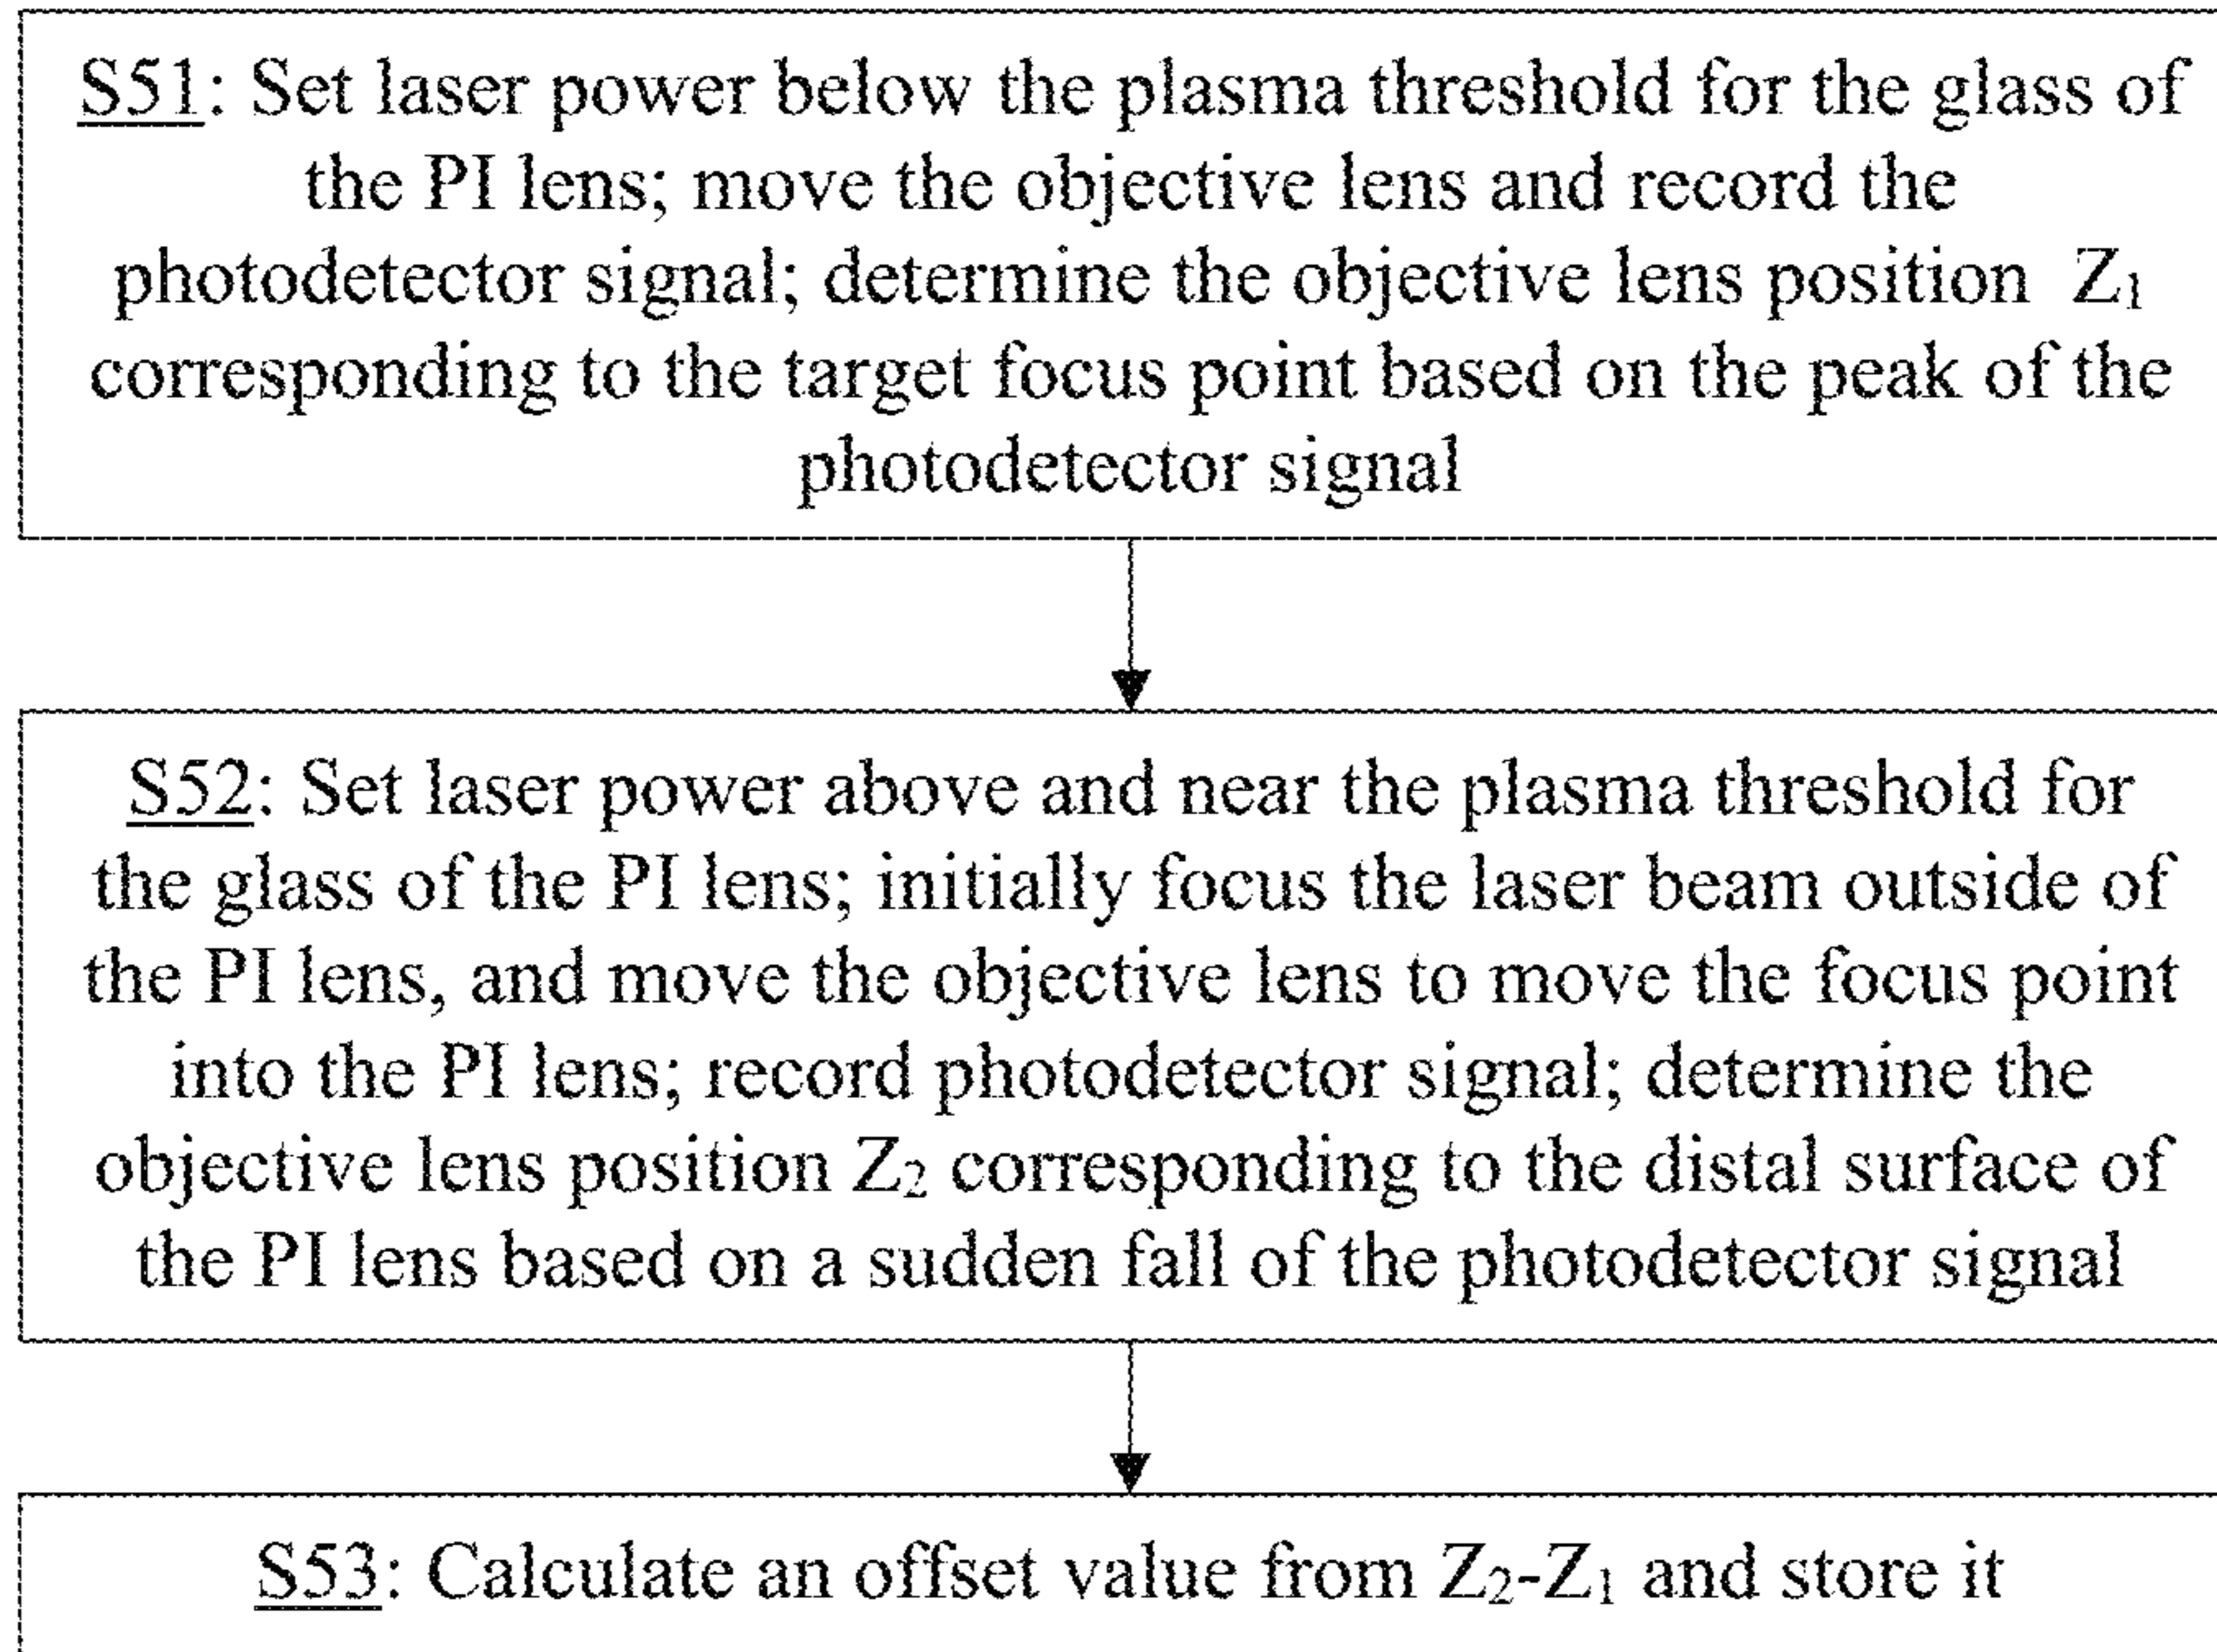 S51: Set laser power below the plasma threshold for the glass of
the PI lens; move the objective lens and record the
photodetector signal; determine the objective lens position Z₁
corresponding to the target focus point based on the peak of the
photodetector signal
S52: Set laser power above and near the plasma threshold for
the glass of the PI lens; initially focus the laser beam outside of
the PI lens, and move the objective lens to move the focus point
into the PI lens; record photodetector signal; determine the
objective lens position Z₂ corresponding to the distal surface of
the PI lens based on a sudden fall of the photodetector signal
S53: Calculate an offset value from Z₂-Z₁ and store it